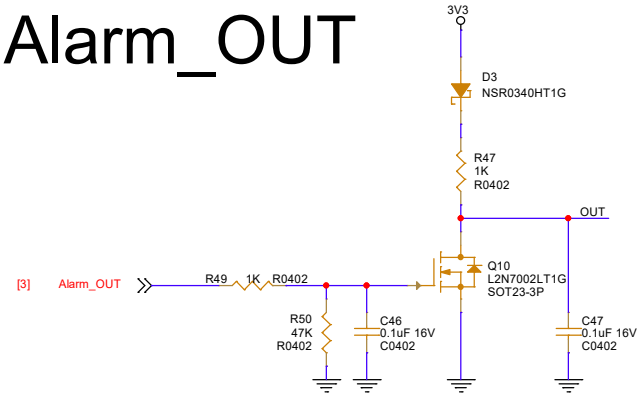 Alarm_OUT
3V3
D3
NSR0340HT1G
R47
1K
R0402
OUT
[3] Alarm_OUT
R49 1K R0402
Q10
L2N7002LT1G
SOT23-3P
R50
47K
R0402
C46
0.1uF 16V
C0402
C47
0.1uF 16V
C0402